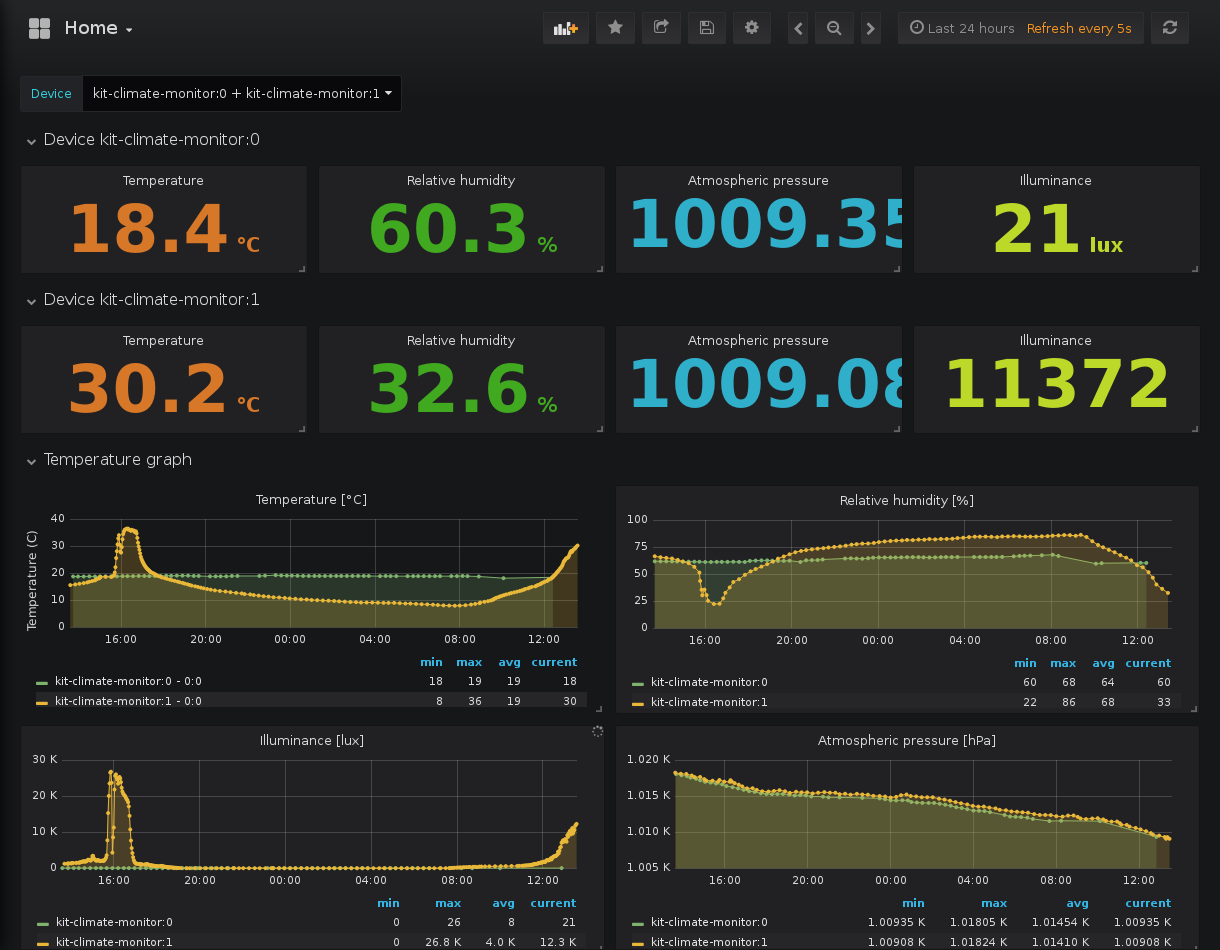 Home
Last 24 hours Refresh every 5s
Device kit-climate-monitor:0 + kit-climate-monitor:1
Device kit-climate-monitor:0
Temperature Relative humidity Atmospheric pressure Illuminance
18.4 °C 60.3 % 1009.35 21 lux
Device kit-climate-monitor:1
Temperature Relative humidity Atmospheric pressure Illuminance
30.2 °C 32.6 % 1009.08 11372
Temperature graph
Temperature [°C]
Temperature (C)
40
30
20
10
0
16:00 20:00 00:00 04:00 08:00 12:00
min max avg current
kit-climate-monitor:0 - 0:0 18 19 19 18
kit-climate-monitor:1 - 0:0 8 36 19 30
Relative humidity [%]
100
75
50
25
0
16:00 20:00 00:00 04:00 08:00 12:00
min max avg current
kit-climate-monitor:0 60 68 64 60
kit-climate-monitor:1 22 86 68 33
Illuminance [lux]
30 K
20 K
10 K
0
16:00 20:00 00:00 04:00 08:00 12:00
min max avg current
kit-climate-monitor:0 0 26 8 21
kit-climate-monitor:1 0 26.8 K 4.0 K 12.3 K
Atmospheric pressure [hPa]
1.020 K
1.015 K
1.010 K
1.005 K
16:00 20:00 00:00 04:00 08:00 12:00
min max avg current
kit-climate-monitor:0 1.00935 K 1.01805 K 1.01454 K 1.00935 K
kit-climate-monitor:1 1.00908 K 1.01824 K 1.01410 K 1.00908 K